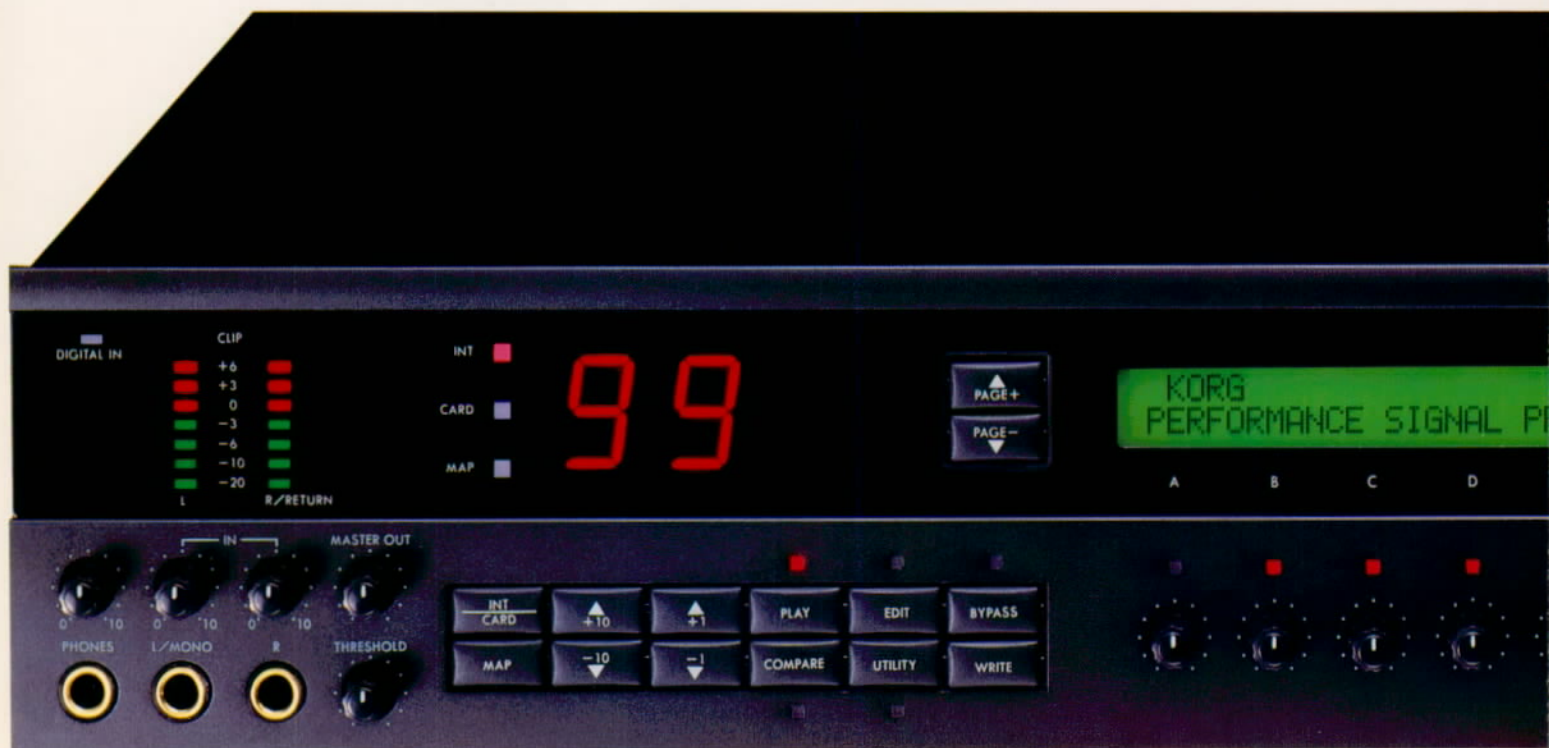 DIGITAL IN
CLIP
+6
+3
0
−3
−6
−10
−20
L R/RETURN
INT
CARD
MAP
99
PAGE+
PAGE−
KORG
PERFORMANCE SIGNAL
A B C D
IN
MASTER OUT
0 10 0 10 0 10
PHONES L/MONO R THRESHOLD
INT
CARD
+10
+1
PLAY
EDIT
BYPASS
MAP
−10
−1
COMPARE
UTILITY
WRITE